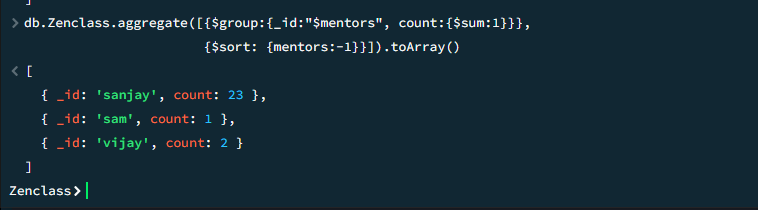 ]
> db.Zenclass.aggregate([{$group:{_id:"$mentors", count:{$sum:1}}},
{$sort: {mentors:-1}}]).toArray()
< [
{ _id: 'sanjay', count: 23 },
{ _id: 'sam', count: 1 },
{ _id: 'vijay', count: 2 }
]
Zenclass>